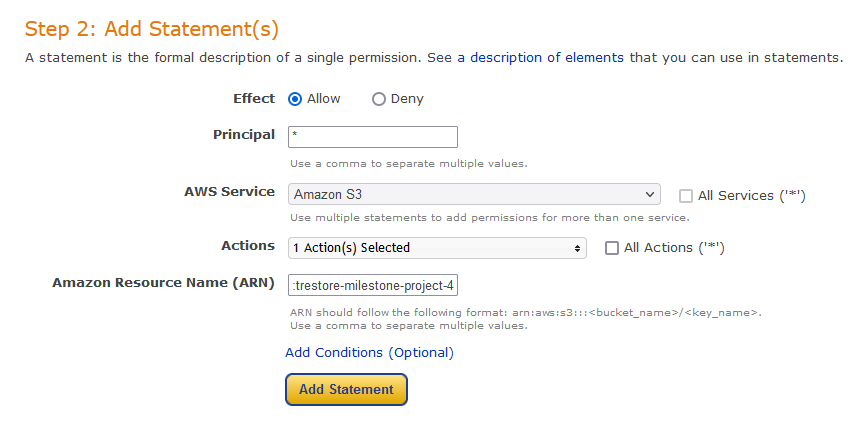 Step 2: Add Statement(s)
A statement is the formal description of a single permission. See a description of elements that you can use in statements.
Effect Allow Deny
Principal *
Use a comma to separate multiple values.
AWS Service Amazon S3 All Services ('*')
Use multiple statements to add permissions for more than one service.
Actions 1 Action(s) Selected All Actions ('*')
Amazon Resource Name (ARN) :trestore-milestone-project-4
ARN should follow the following format: arn:aws:s3:::<bucket_name>/<key_name>.
Use a comma to separate multiple values.
Add Conditions (Optional)
Add Statement